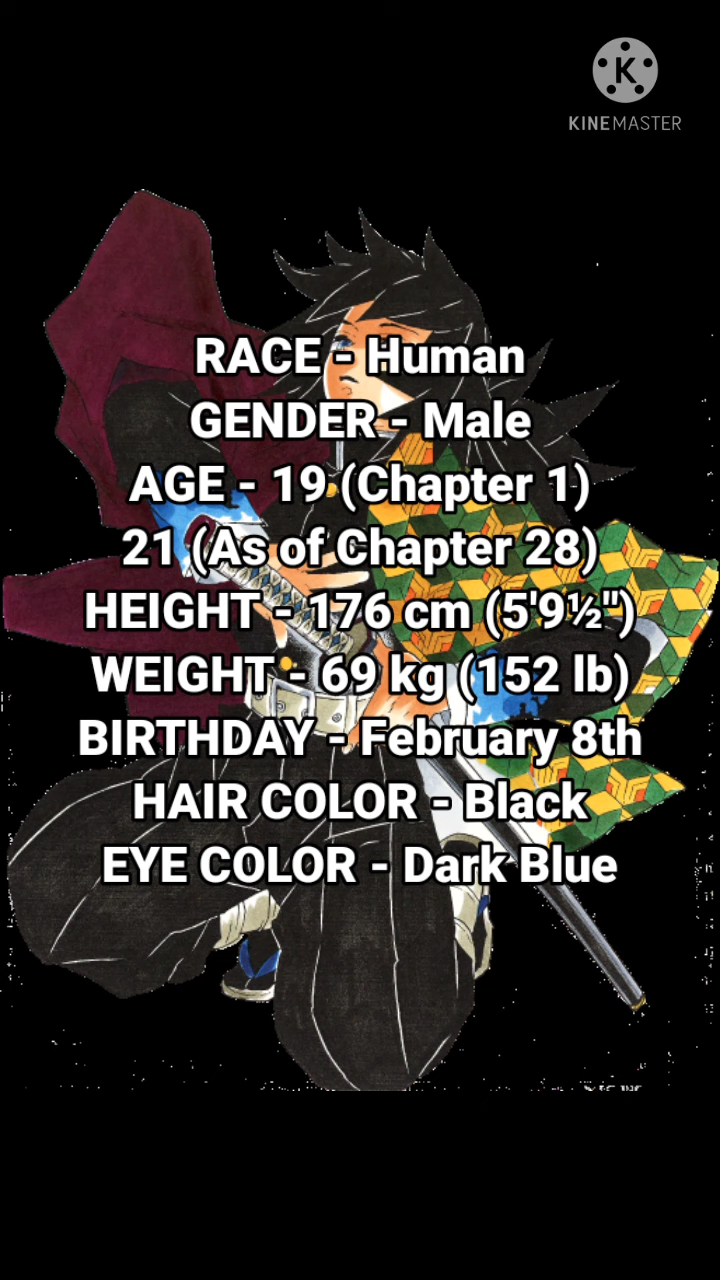 KINEMASTER
RACE - Human
GENDER - Male
AGE - 19 (Chapter 1)
21 (As of Chapter 28)
HEIGHT - 176 cm (5'9½")
WEIGHT - 69 kg (152 lb)
BIRTHDAY - February 8th
HAIR COLOR - Black
EYE COLOR - Dark Blue